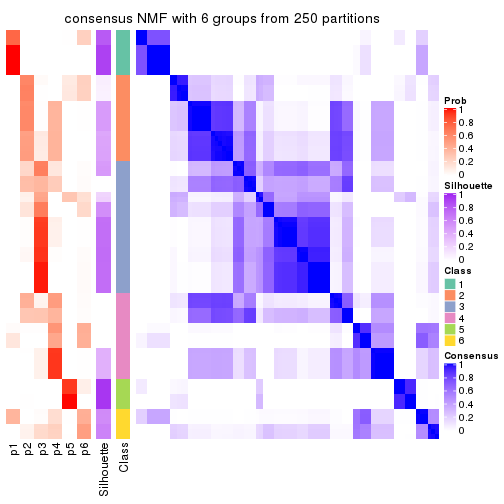 consensus NMF with 6 groups from 250 partitions
Prob
1
0.8
0.6
0.4
0.2
0
Silhouette
1
0.8
0.6
0.4
0.2
0
Class
1
2
3
4
5
6
Consensus
1
0.8
0.6
0.4
0.2
0
p1
p2
p3
p4
p5
p6
Silhouette
Class